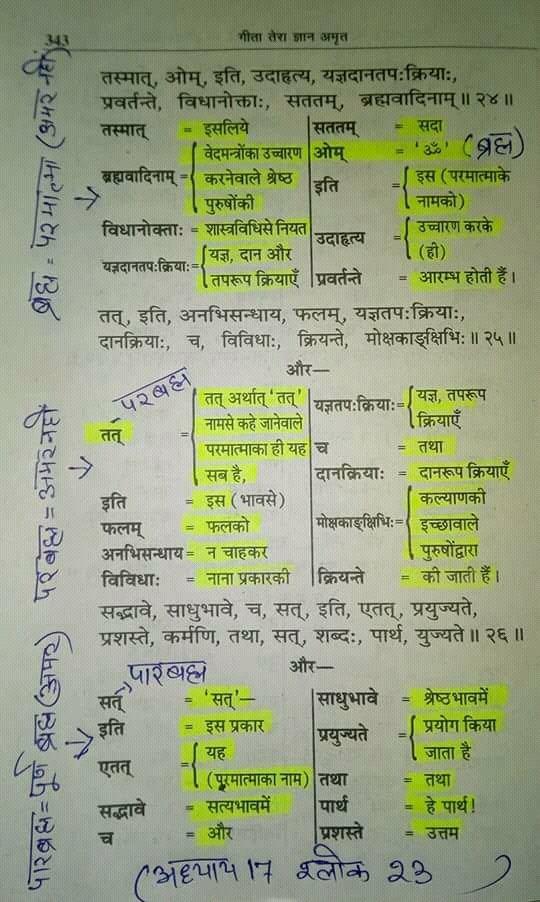 343 गीता तेरा ज्ञान अमृत
तस्मात्, ओम्, इति, उदाहृत्य, यज्ञदानतप:क्रिया:,
प्रवर्तन्ते, विधानोक्ता:, सततम्, ब्रह्मवादिनाम्॥ २४॥
तस्मात् = इसलिये
ब्रह्मवादिनाम् = वेदमन्त्रोंका उच्चारण
करनेवाले श्रेष्ठ
पुरुषोंकी
विधानोक्ता: = शास्त्रविधिसे नियत
यज्ञदानतप:क्रिया: = यज्ञ, दान और
तपरूप क्रियाएँ
सततम् = सदा
ओम् = 'ॐ' (ब्रह्म)
इति = इस (परमात्माके
नामको)
उदाहृत्य = उच्चारण करके
(ही)
प्रवर्तन्ते = आरम्भ होती हैं।
तत्, इति, अनभिसन्धाय, फलम्, यज्ञतप:क्रिया:,
दानक्रिया:, च, विविधा:, क्रियन्ते, मोक्षकाङ्क्षिभि:॥ २५॥
और—
परब्रह्म
तत् = तत् अर्थात् 'तत्'
नामसे कहे जानेवाले
परमात्माका ही यह
सब है,
इति = इस (भावसे)
फलम् = फलको
अनभिसन्धाय = न चाहकर
विविधा: = नाना प्रकारकी
यज्ञतप:क्रिया: = यज्ञ, तपरूप
क्रियाएँ
च = तथा
दानक्रिया: = दानरूप क्रियाएँ
मोक्षकाङ्क्षिभि: = कल्याणकी
इच्छावाले
पुरुषोंद्वारा
क्रियन्ते = की जाती हैं।
सद्भावे, साधुभावे, च, सत्, इति, एतत्, प्रयुज्यते,
प्रशस्ते, कर्मणि, तथा, सत्, शब्द:, पार्थ, युज्यते॥ २६॥
और—
पारब्रह्म
सत् = 'सत्'—
इति = इस प्रकार
एतत् = यह
(परमात्माका नाम)
सद्भावे = सत्यभावमें
च = और
साधुभावे = श्रेष्ठभावमें
प्रयुज्यते = प्रयोग किया
जाता है
तथा = तथा
पार्थ = हे पार्थ!
प्रशस्ते = उत्तम
(अध्याय 17 श्लोक 23)
ब्रह्म = परमात्मा (अमर नहीं)
परब्रह्म = अमर नहीं
पारब्रह्म = पूर्ण ब्रह्म (अमर)